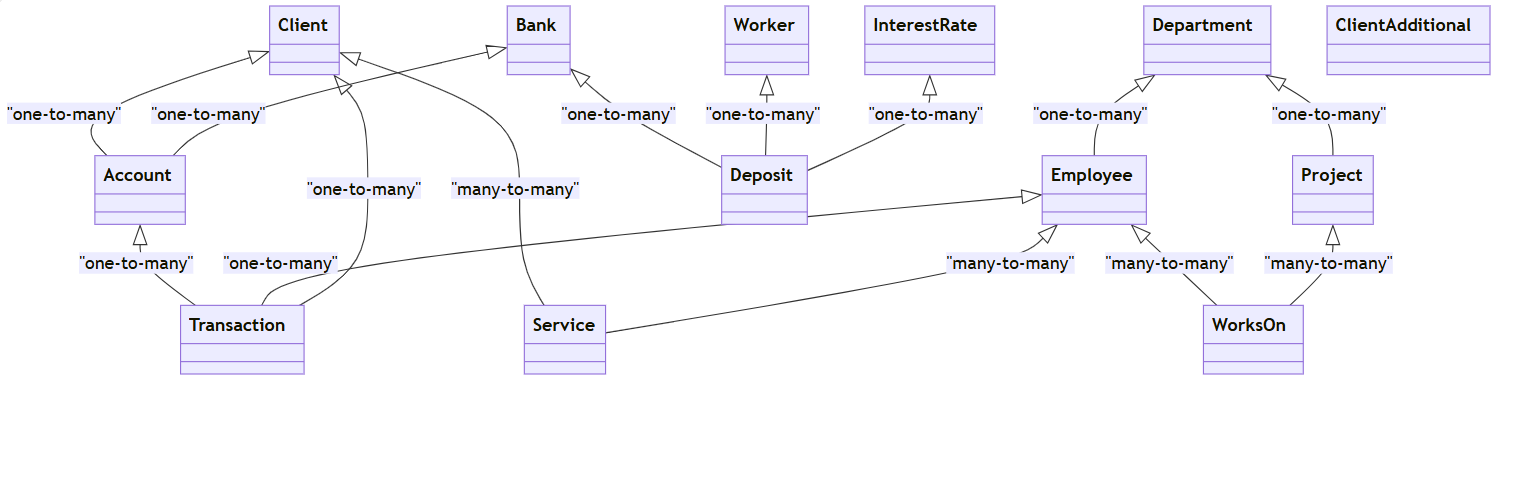 Client
Bank
Worker
InterestRate
Department
ClientAdditional
"one-to-many"
"one-to-many"
"one-to-many"
"one-to-many"
"one-to-many"
"one-to-many"
"one-to-many"
Account
Deposit
Employee
Project
"one-to-many"
"many-to-many"
"one-to-many"
"one-to-many"
"many-to-many"
"many-to-many"
"many-to-many"
Transaction
Service
WorksOn